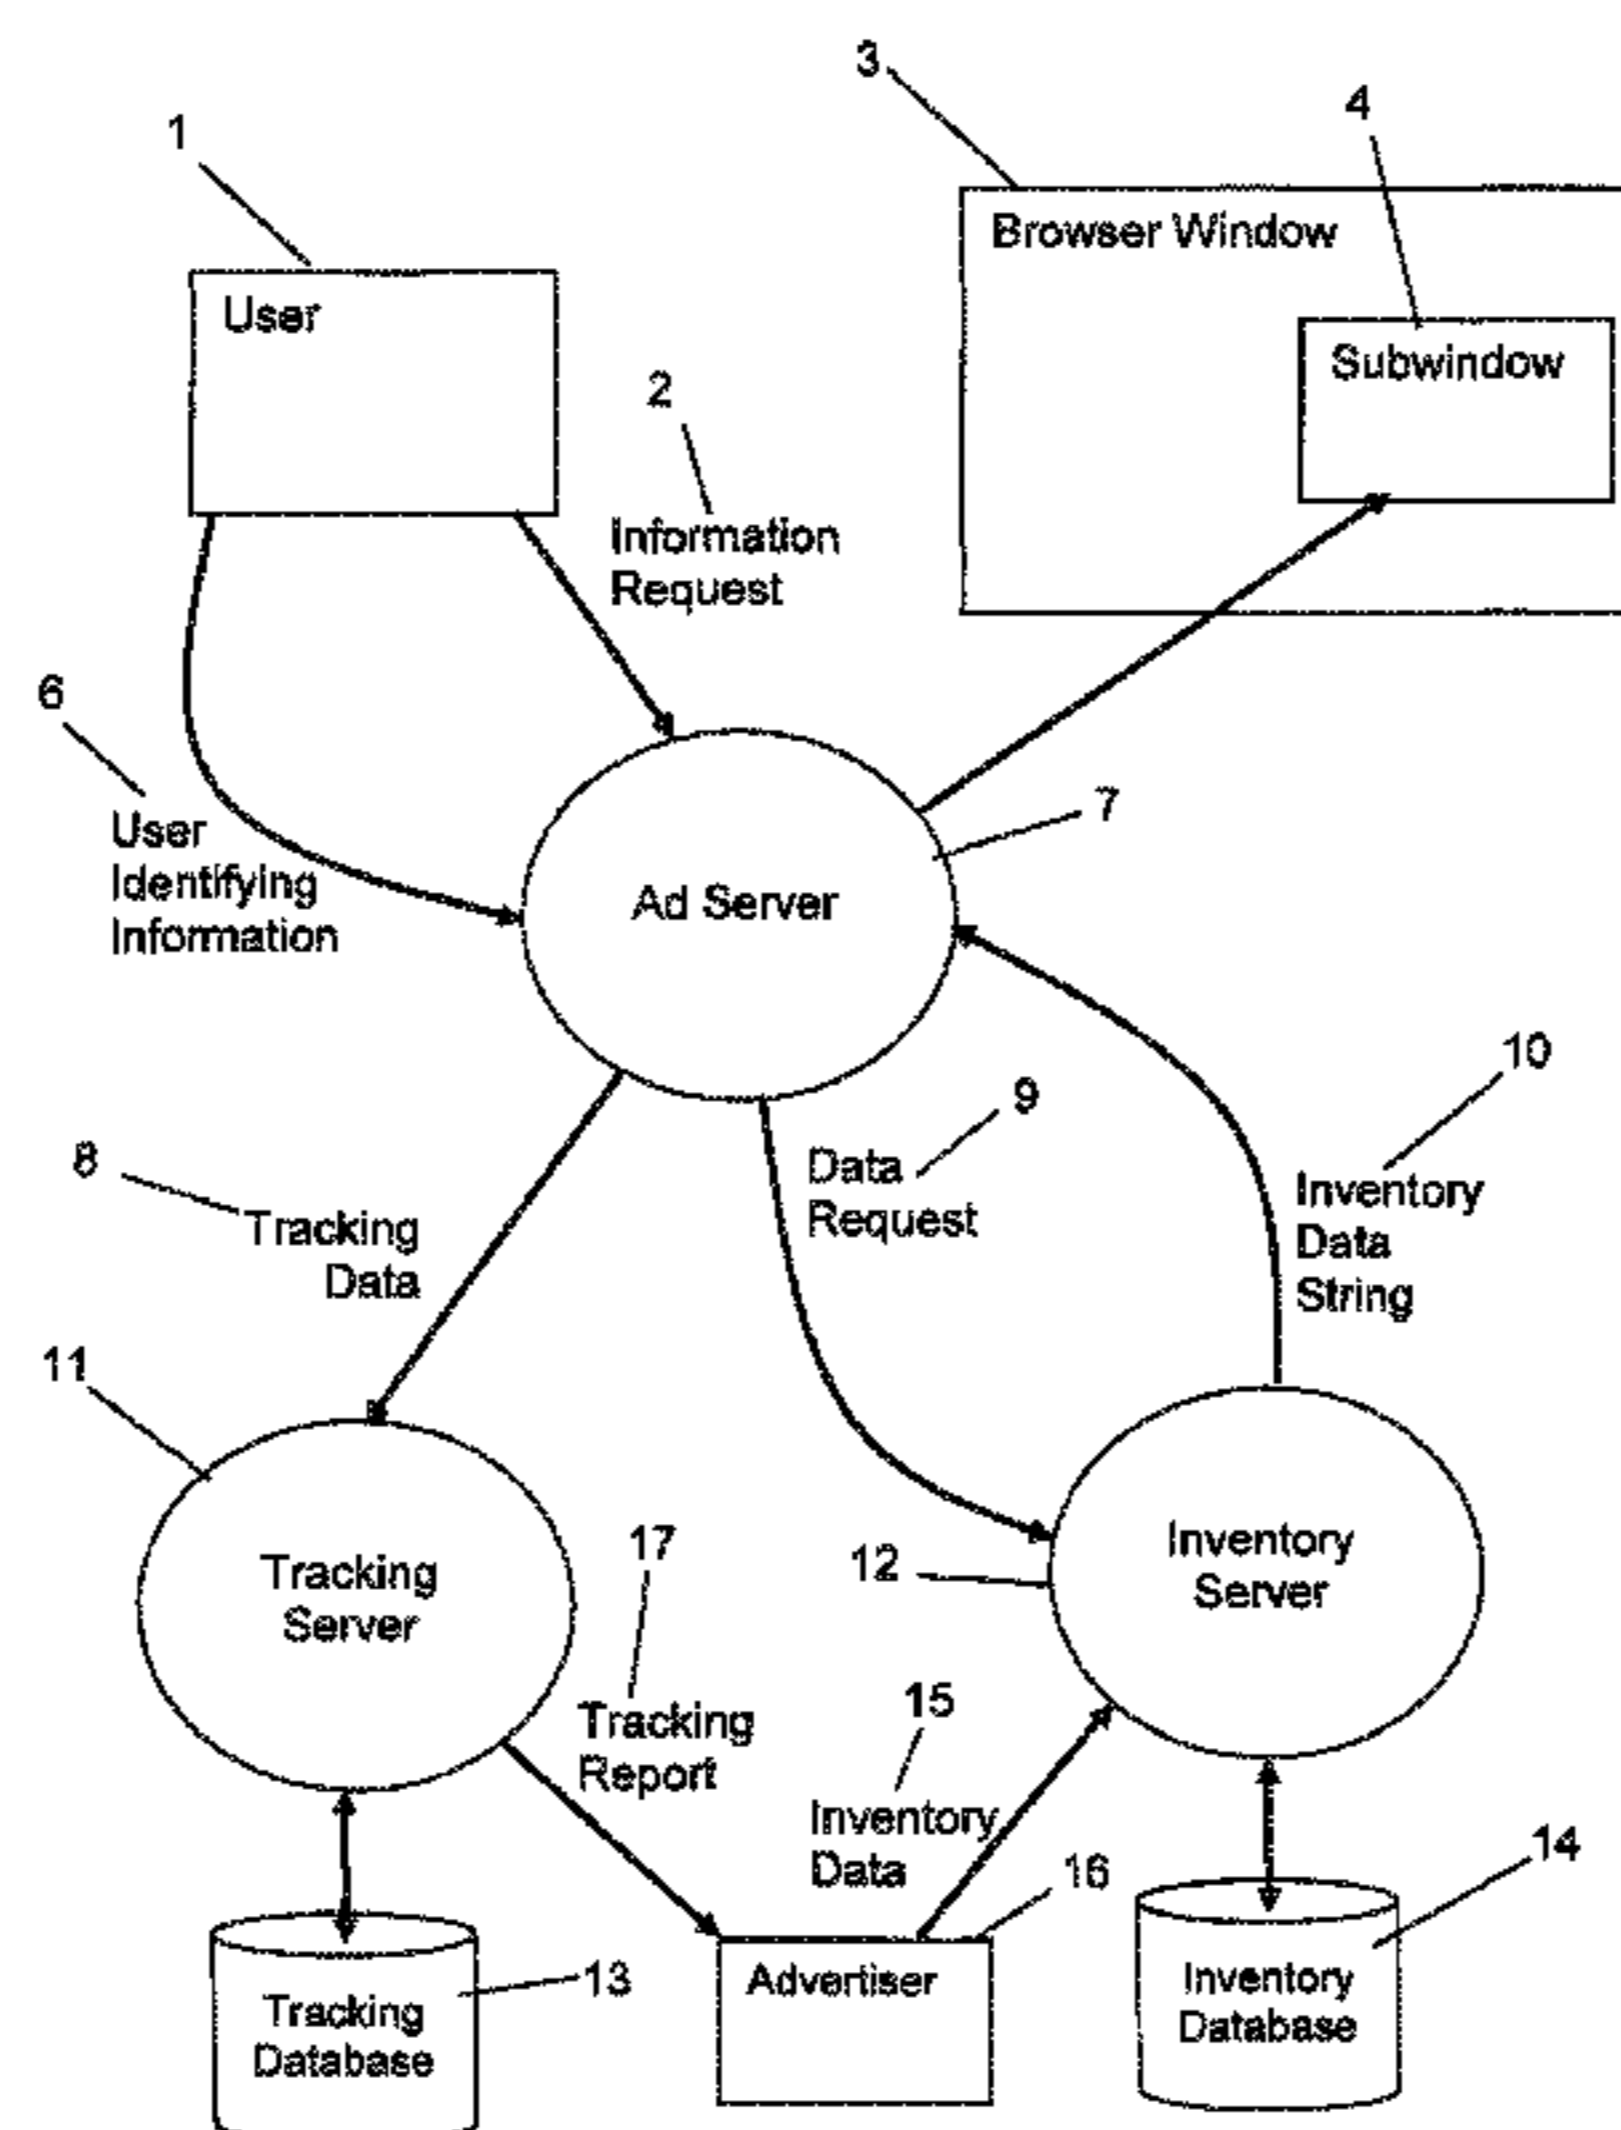 3
4
1
Browser Window
User
Subwindow
2
Information
Request
6
7
User
Identifying
Information
Ad Server
10
9
8
Data
Request
Inventory
Data
String
Tracking
Data
11
17
12
Inventory
Server
Tracking
Server
15
Tracking
Report
Inventory
Data
16
14
13
Advertiser
Inventory
Database
Tracking
Database